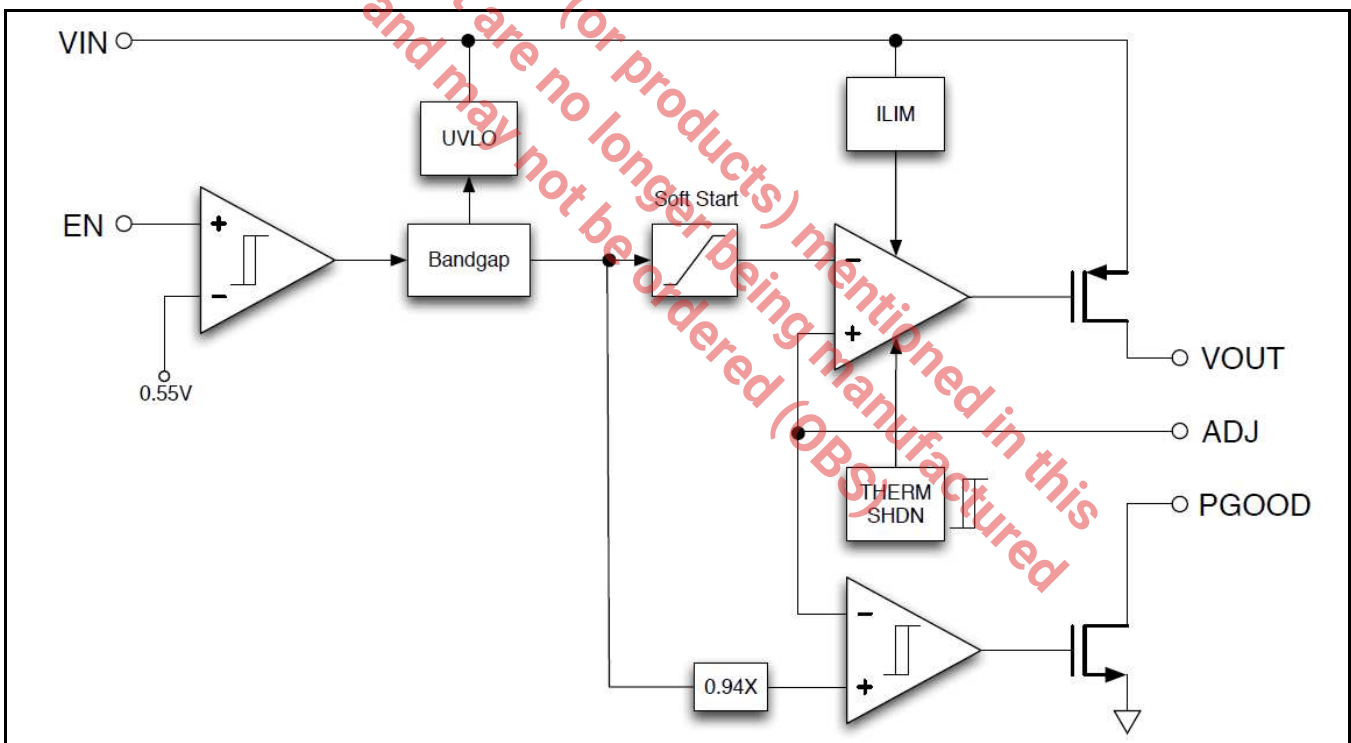 VIN
UVLO
ILIM
Soft Start
EN
+
-
Bandgap
-
+
0.55V
VOUT
ADJ
THERM
SHDN
PGOOD
-
0.94X
+
(or products) mentioned in this
are no longer being manufactured
and may not be ordered (OBS)